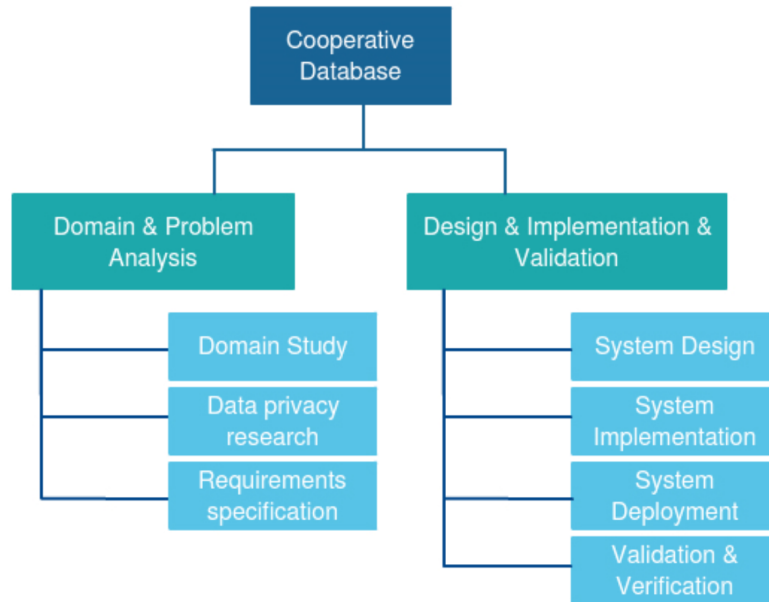 Cooperative
Database
Domain & Problem
Analysis
Domain Study
Data privacy
research
Requirements
specification
Design & Implementation &
Validation
System Design
System
Implementation
System
Deployment
Validation &
Verification